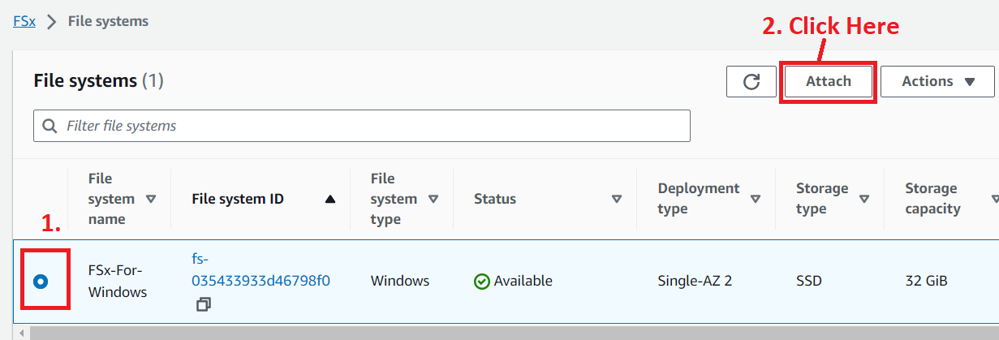 FSx > File systems
2. Click Here
File systems (1)
Attach
Actions
Filter file systems
File system name
File system ID
File system type
Status
Deployment type
Storage type
Storage capacity
1.
FSx-For-
Windows
fs-
035433933d46798f0
Windows
Available
Single-AZ 2
SSD
32 GiB